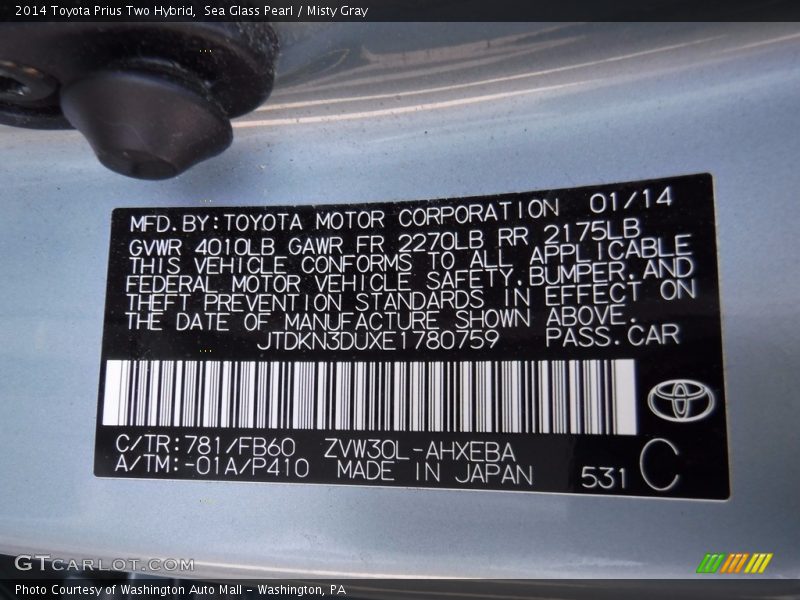 2014 Toyota Prius Two Hybrid,  Sea Glass Pearl / Misty Gray
MFD.BY:TOYOTA MOTOR CORPORATION 01/14
GVWR 4010LB GAWR FR 2270LB RR 2175LB
THIS VEHICLE CONFORMS TO ALL APPLICABLE
FEDERAL MOTOR VEHICLE SAFETY,BUMPER,AND
THEFT PREVENTION STANDARDS IN EFFECT ON
THE DATE OF MANUFACTURE SHOWN ABOVE.
JTDKN3DUXE1780759 PASS.CAR
C/TR:781/FB60 ZVW30L-AHXEBA
A/TM:-01A/P410 MADE IN JAPAN 531 C
GTCARLOT.COM
Photo Courtesy of Washington Auto Mall - Washington, PA